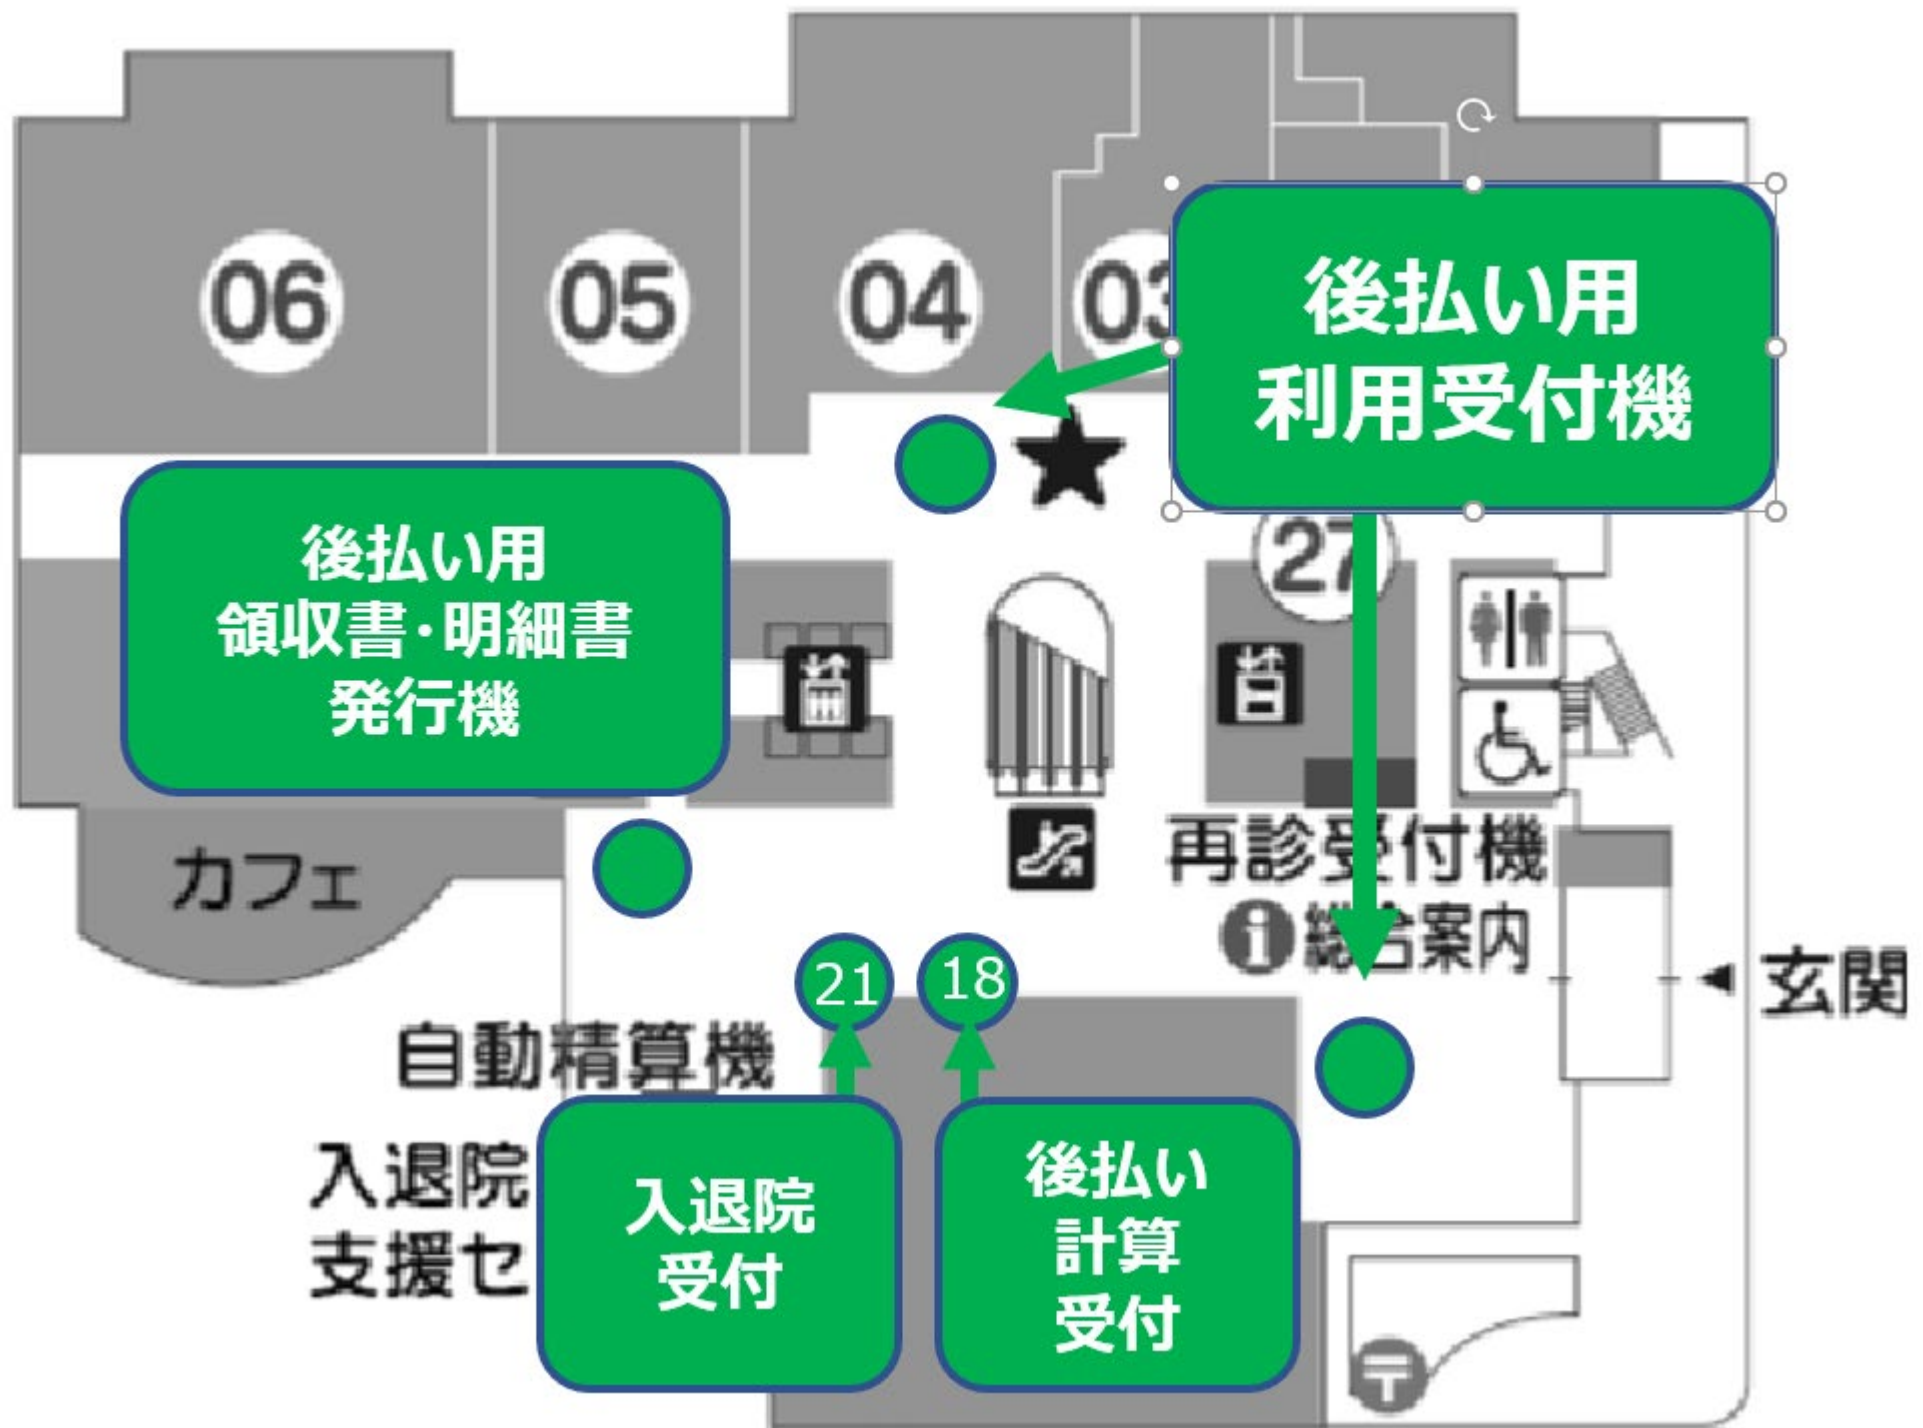 06
05
04
03
後払い用
利用受付機
後払い用
領収書・明細書
発行機
27
再診受付機
総合案内
カフェ
21
18
玄関
自動精算機
入退院
支援セ
入退院
受付
後払い
計算
受付